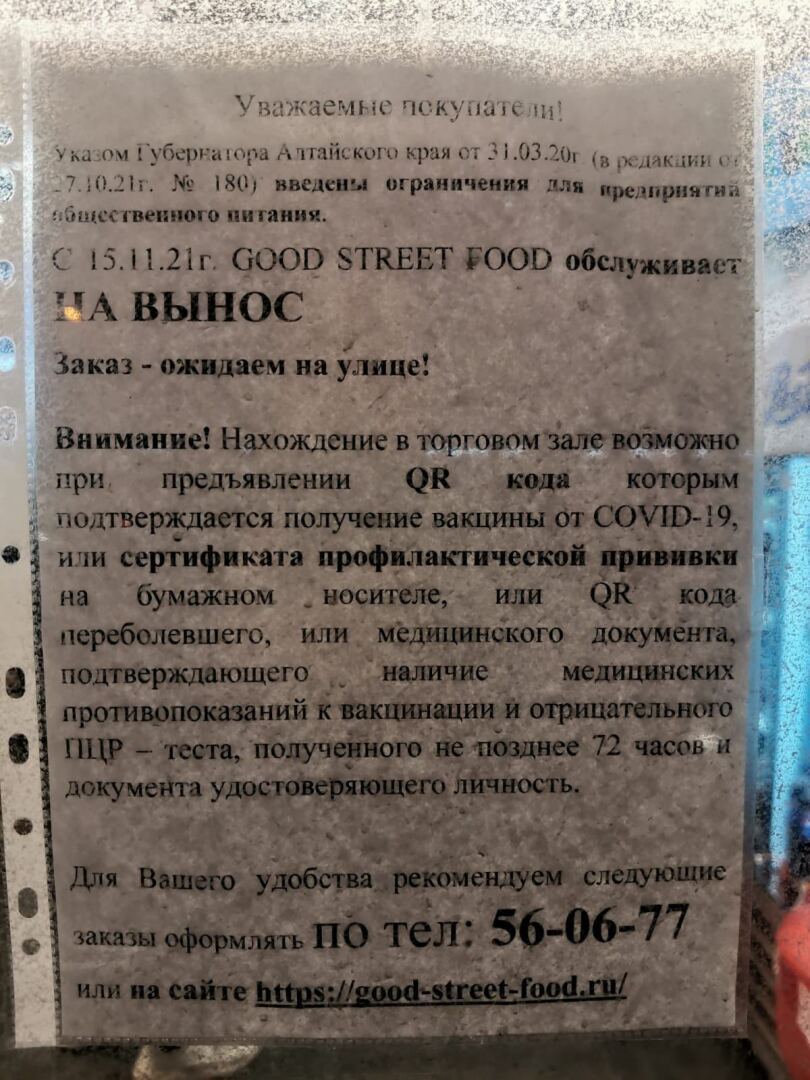 Уважаемые покупатели!
Указом Губернатора Алтайского края от 31.03.20г (в редакции от
27.10.21г. № 180) введены ограничения для предприятий
общественного питания.
С 15.11.21г. GOOD STREET FOOD обслуживает
НА ВЫНОС
Заказ - ожидаем на улице!
Внимание! Нахождение в торговом зале возможно
при предъявлении QR кода которым
подтверждается получение вакцины от COVID-19,
или сертификата профилактической прививки
на бумажном носителе, или QR кода
переболевшего, или медицинского документа,
подтверждающего наличие медицинских
противопоказаний к вакцинации и отрицательного
ПЦР – теста, полученного не позднее 72 часов и
документа удостоверяющего личность.
Для Вашего удобства рекомендуем следующие
заказы оформлять по тел: 56-06-77
или на сайте https://good-street-food.ru/